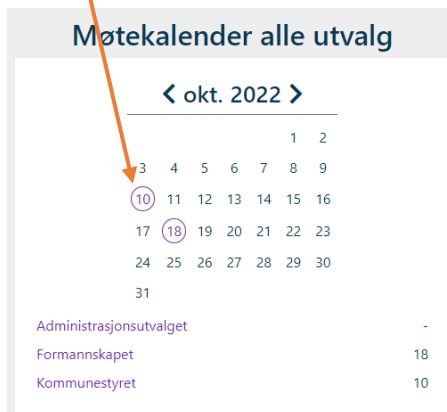 Møtekalender alle utvalg
< okt. 2022 >
1 2
3 4 5 6 7 8 9
10 11 12 13 14 15 16
17 18 19 20 21 22 23
24 25 26 27 28 29 30
31
Administrasjonsutvalget -
Formannskapet 18
Kommunestyret 10